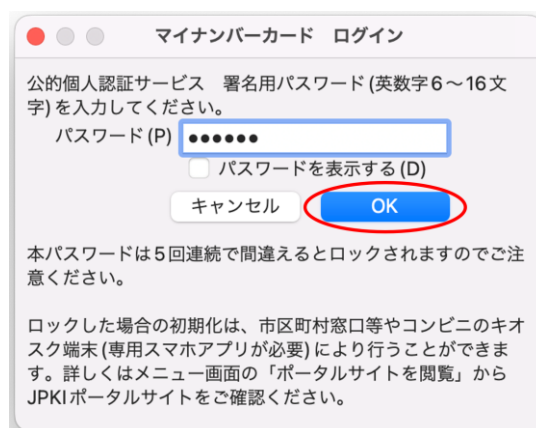 マイナンバーカード　ログイン
公的個人認証サービス　署名用パスワード(英数字6～16文
字)を入力してください。
パスワード(P) ●●●●●●
パスワードを表示する(D)
キャンセル OK
本パスワードは5回連続で間違えるとロックされますのでご注
意ください。
ロックした場合の初期化は、市区町村窓口等やコンビニのキオ
スク端末(専用スマホアプリが必要)により行うことができま
す。詳しくはメニュー画面の「ポータルサイトを閲覧」から
JPKIポータルサイトをご確認ください。